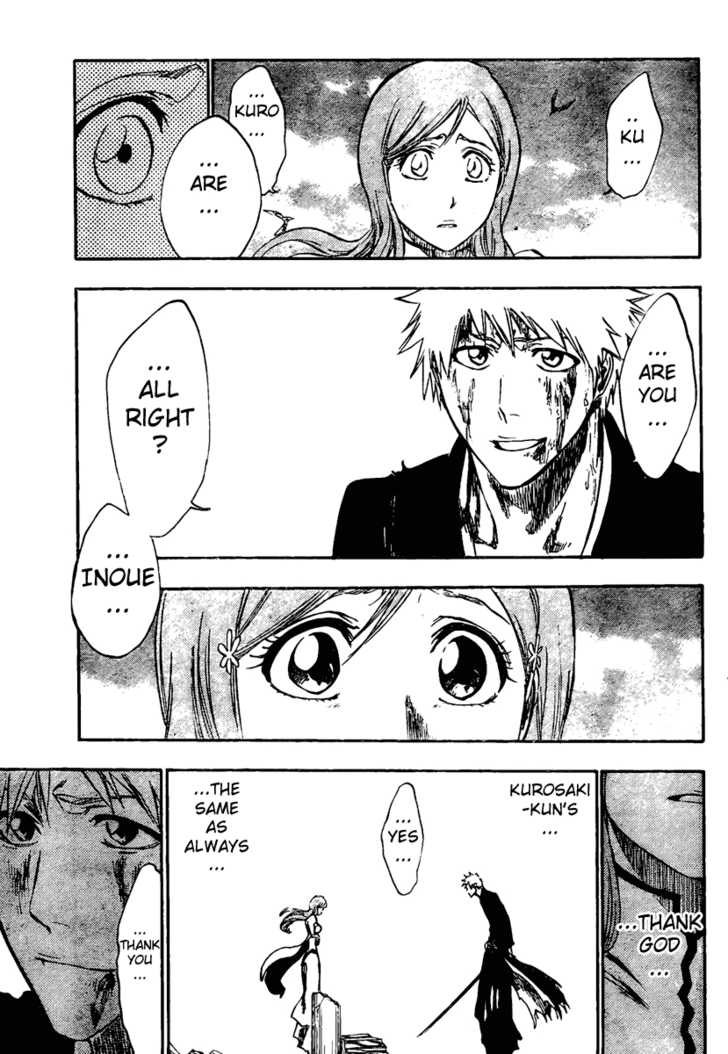 ..
KU
...
...
KURO
...
...
ARE
...
...
ARE
YOU
...
...
ALL
RIGHT
?
...
INOUE
...
...THANK
GOD
...
KUROSAKI
-KUN'S
...
...
YES
...
...THE
SAME
AS
ALWAYS
...
...
THANK
YOU
...